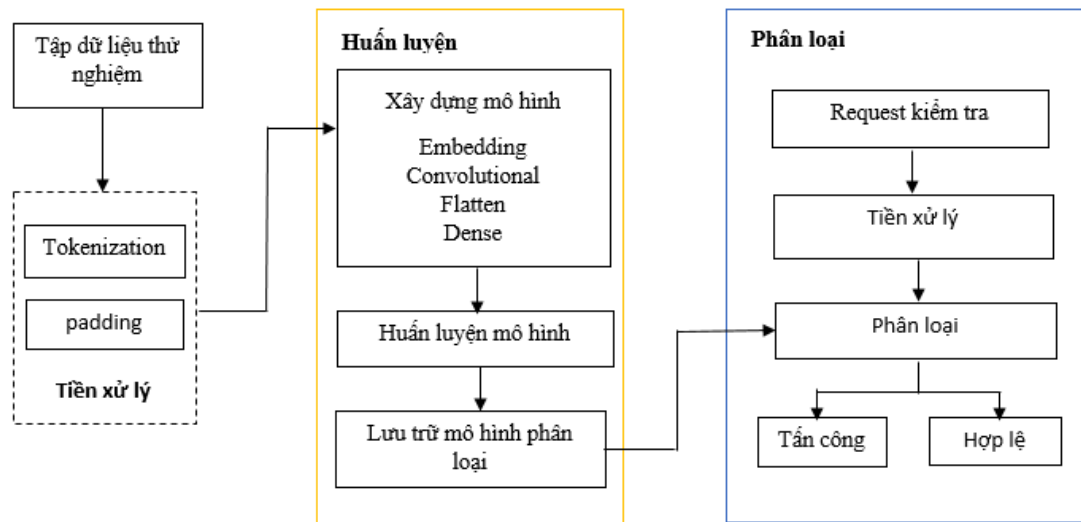 Tập dữ liệu thử
nghiệm
Tokenization
padding
Tiền xử lý
Huấn luyện
Xây dựng mô hình
Embedding
Convolutional
Flatten
Dense
Huấn luyện mô hình
Lưu trữ mô hình phân
loại
Phân loại
Request kiểm tra
Tiền xử lý
Phân loại
Tấn công
Hợp lệ